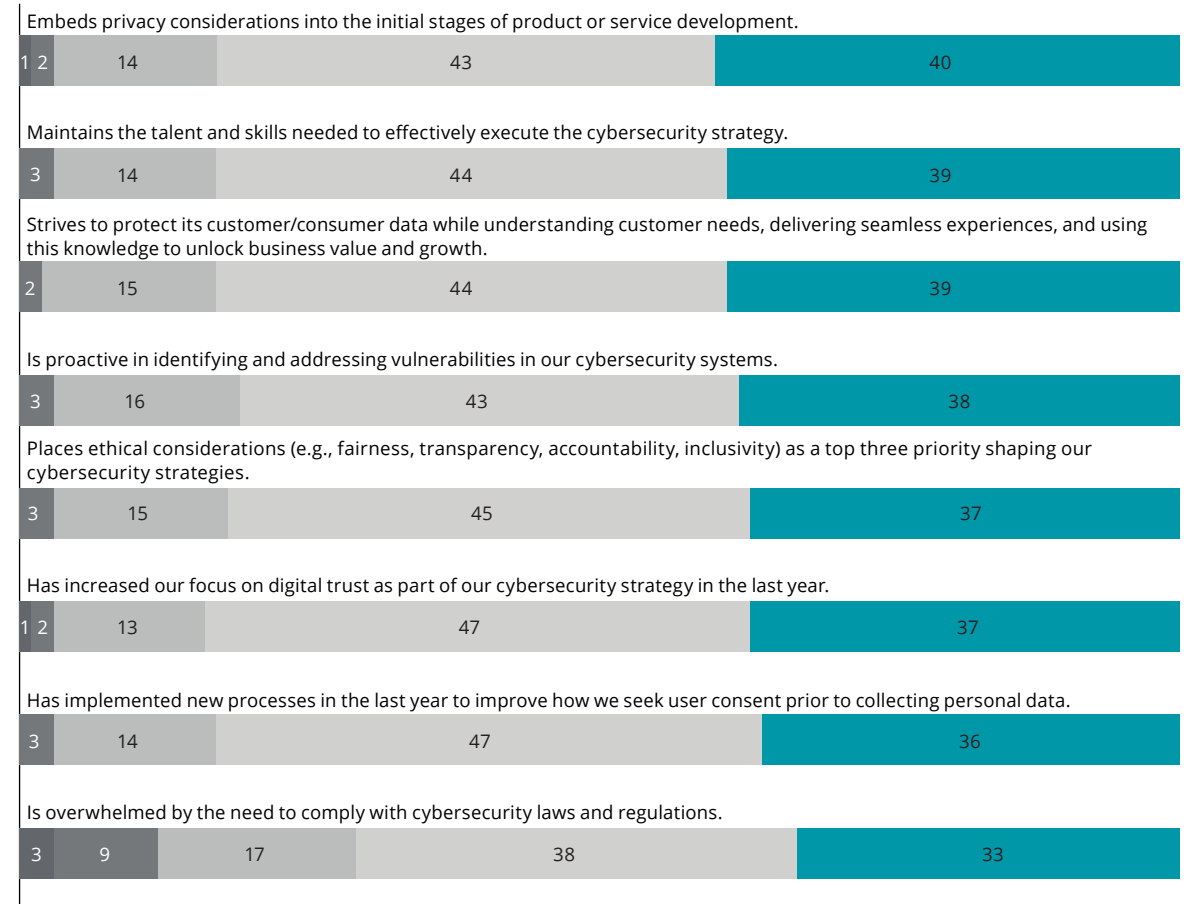 Embeds privacy considerations into the initial stages of product or service development.
1 2 14 43 40
Maintains the talent and skills needed to effectively execute the cybersecurity strategy.
3 14 44 39
Strives to protect its customer/consumer data while understanding customer needs, delivering seamless experiences, and using
this knowledge to unlock business value and growth.
2 15 44 39
Is proactive in identifying and addressing vulnerabilities in our cybersecurity systems.
3 16 43 38
Places ethical considerations (e.g., fairness, transparency, accountability, inclusivity) as a top three priority shaping our
cybersecurity strategies.
3 15 45 37
Has increased our focus on digital trust as part of our cybersecurity strategy in the last year.
1 2 13 47 37
Has implemented new processes in the last year to improve how we seek user consent prior to collecting personal data.
3 14 47 36
Is overwhelmed by the need to comply with cybersecurity laws and regulations.
3 9 17 38 33